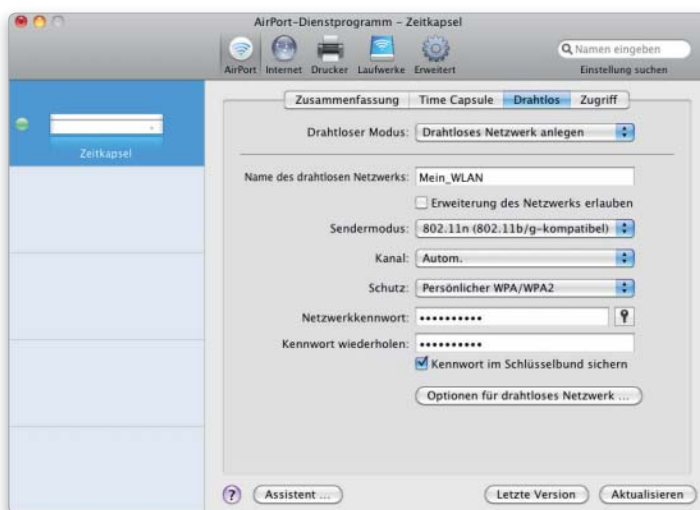 AirPort-Dienstprogramm – Zeitkapsel
AirPort Internet Drucker Laufwerke Erweitert
Namen eingeben
Einstellung suchen
Zeitkapsel
Zusammenfassung Time Capsule Drahtlos Zugriff
Drahtloser Modus: Drahtloses Netzwerk anlegen
Name des drahtlosen Netzwerks: Mein_WLAN
Erweiterung des Netzwerks erlauben
Sendermodus: 802.11n (802.11b/g-kompatibel)
Kanal: Autom.
Schutz: Persönlicher WPA/WPA2
Netzwerkkennwort: ••••••••••
Kennwort wiederholen: ••••••••••
Kennwort im Schlüsselbund sichern
Optionen für drahtloses Netzwerk ...
? Assistent ... Letzte Version Aktualisieren